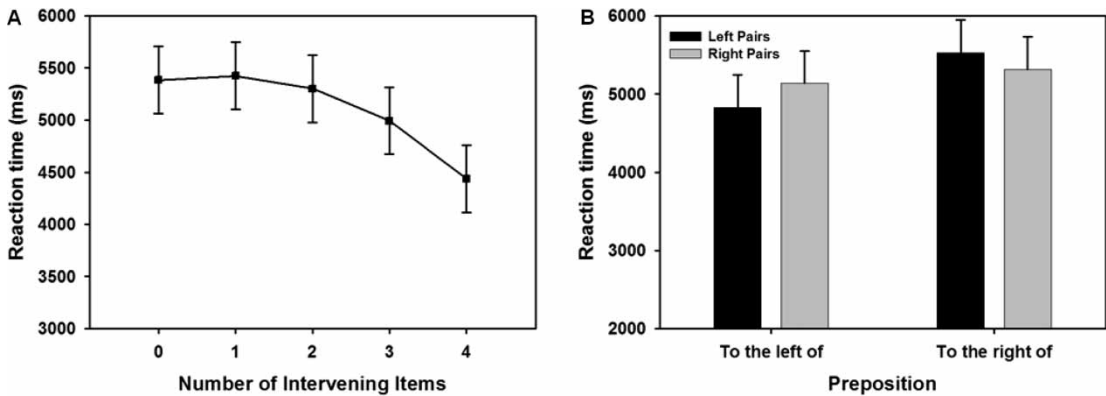 A
6000
5500
5000
4500
4000
3500
3000
Reaction time (ms)
0 1 2 3 4
Number of Intervening Items
B
6000
5000
4000
3000
2000
Reaction time (ms)
Left Pairs
Right Pairs
To the left of To the right of
Preposition